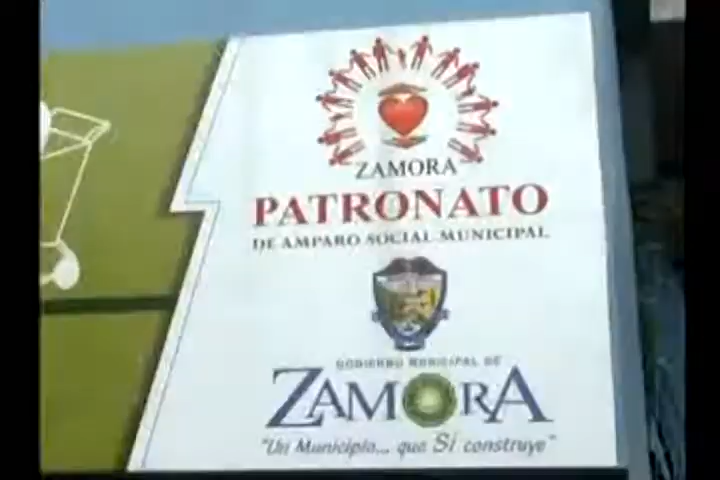 ZAMORA
PATRONATO
DE AMPARO SOCIAL MUNICIPAL
GOBIERNO MUNICIPAL DE
ZAMORA
"Un Municipio... que Sí construye"